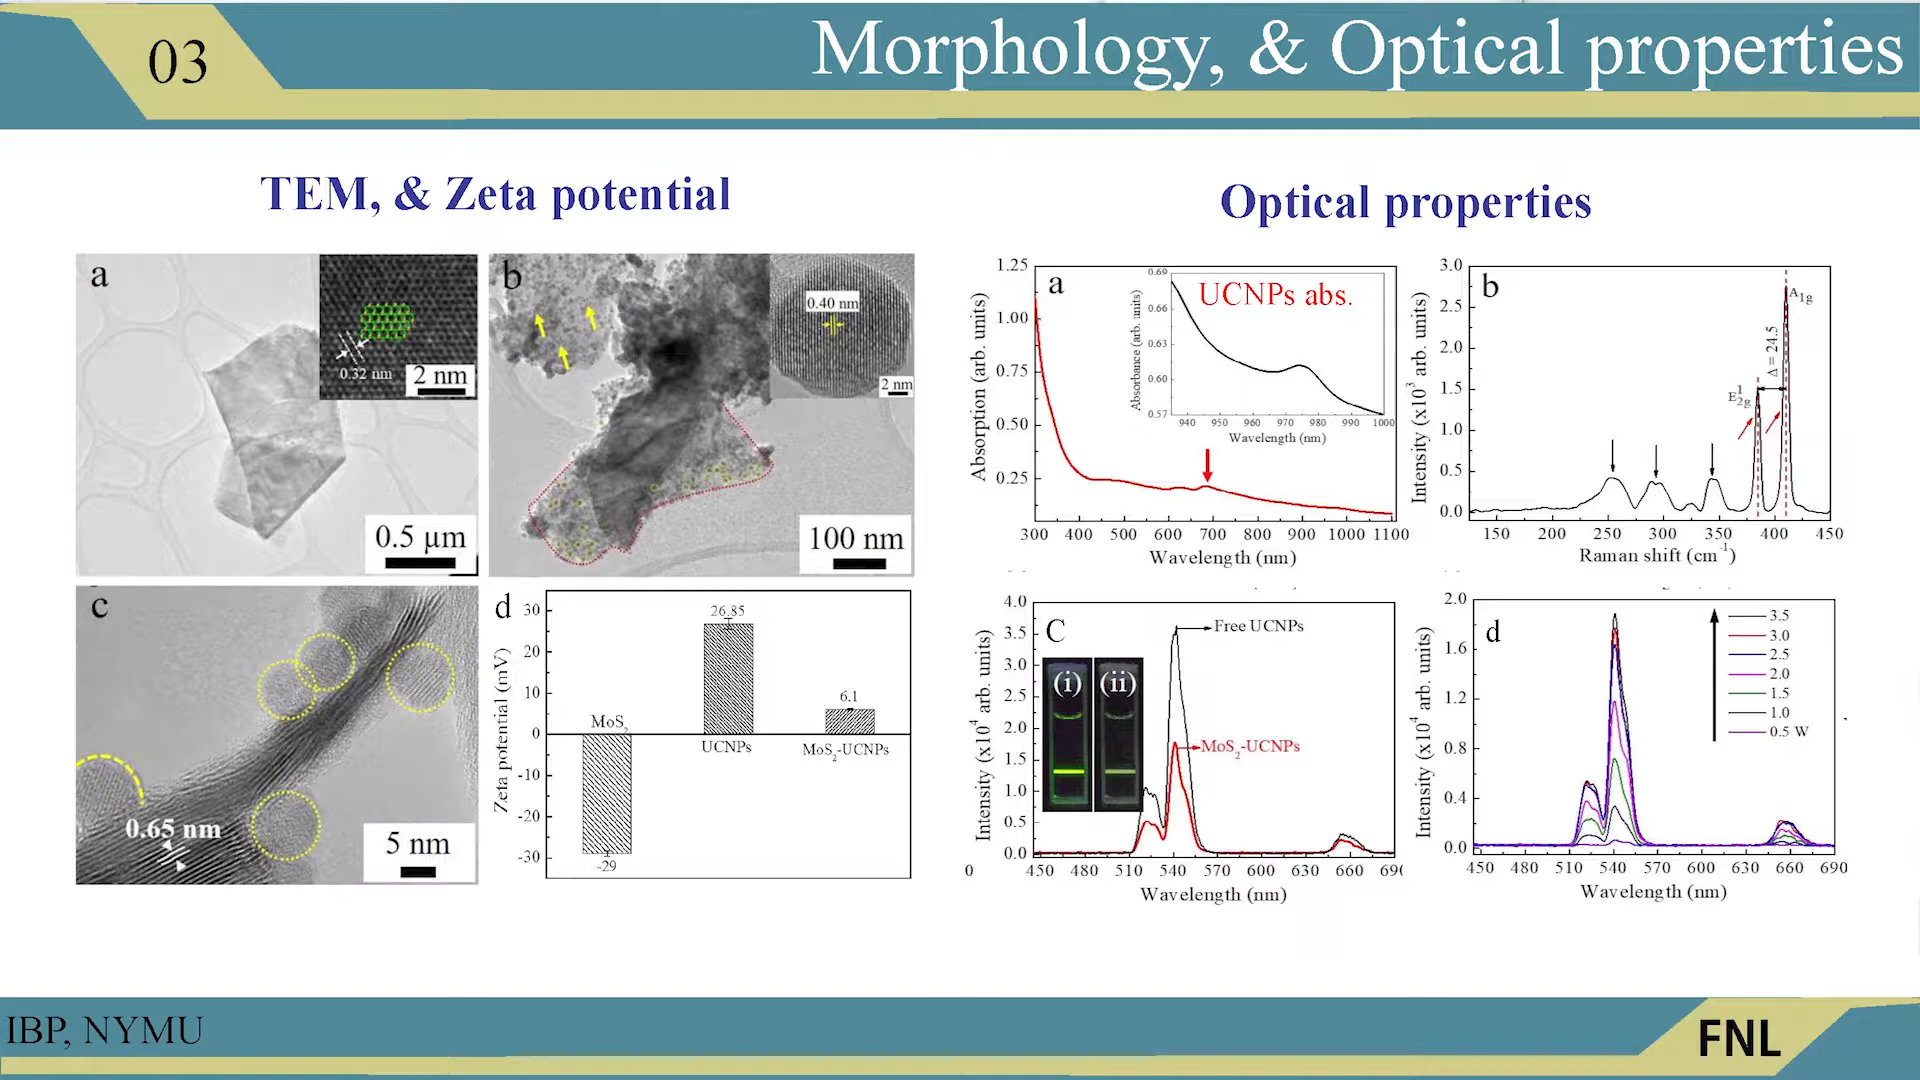 03
Morphology, & Optical properties
TEM, & Zeta potential
Optical properties
a
0.32 nm
2 nm
0.5 µm
b
0.40 nm
2 nm
100 nm
c
0.65 nm
5 nm
d
Zeta potential (mV)
30
20
10
0
-10
-20
-30
MoS2
-29
26.85
UCNPs
6.1
MoS2-UCNPs
a
Absorption (arb. units)
1.25
1.00
0.75
0.50
0.25
300 400 500 600 700 800 900 1000 1100
Wavelength (nm)
UCNPs abs.
Absorbance (arb. units)
0.69
0.66
0.63
0.60
0.57
940 950 960 970 980 990 1000
Wavelength (nm)
b
Intensity (x10³ arb. units)
3.0
2.5
2.0
1.5
1.0
0.5
0.0
A1g
Δ = 24.5
E¹2g
150 200 250 300 350 400 450
Raman shift (cm⁻¹)
C
Intensity (x10⁴ arb. units)
4.0
3.5
3.0
2.5
2.0
1.5
1.0
0.5
0.0
(i) (ii)
Free UCNPs
MoS2-UCNPs
0 450 480 510 540 570 600 630 660 690
Wavelength (nm)
d
Intensity (x10⁴ arb. units)
2.0
1.6
1.2
0.8
0.4
0.0
3.5
3.0
2.5
2.0
1.5
1.0
0.5 W
450 480 510 540 570 600 630 660 690
Wavelength (nm)
IBP, NYMU
FNL